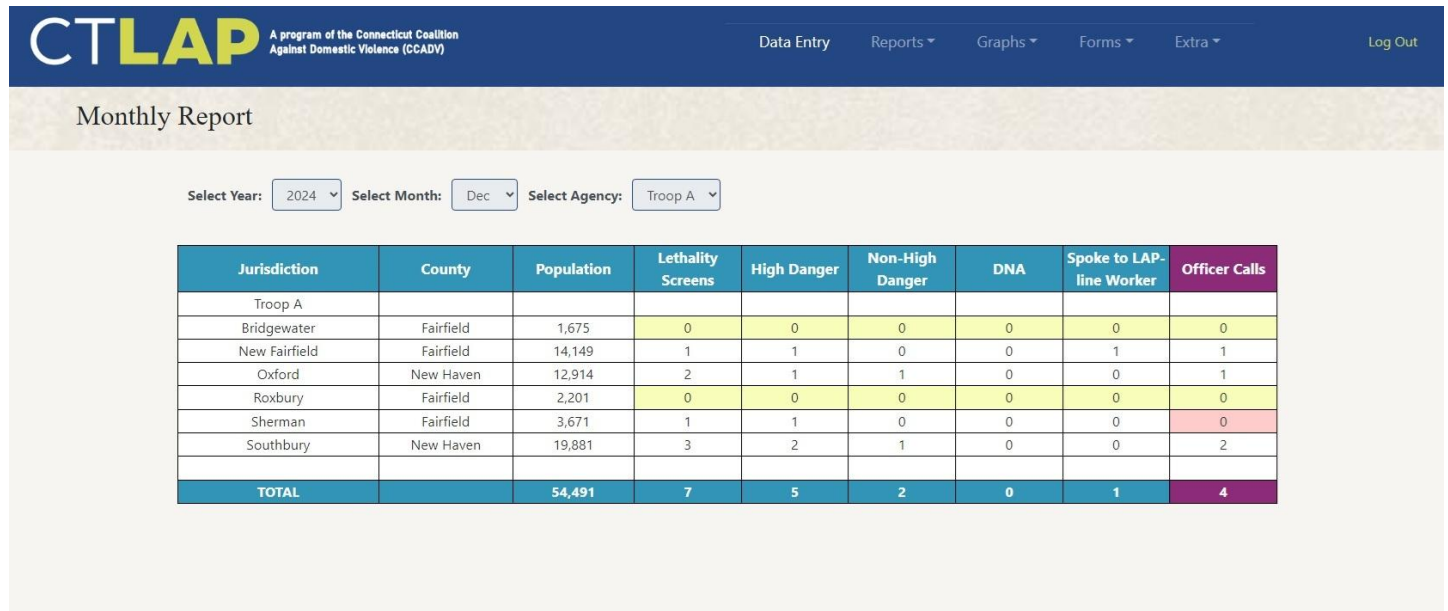 CTLAP A program of the Connecticut Coalition
Against Domestic Violence (CCADV)
Data Entry Reports Graphs Forms Extra Log Out
Monthly Report
Select Year: 2024 Select Month: Dec Select Agency: Troop A
Jurisdiction County Population Lethality Screens High Danger Non-High Danger DNA Spoke to LAP-line Worker Officer Calls
Troop A
Bridgewater Fairfield 1,675 0 0 0 0 0 0
New Fairfield Fairfield 14,149 1 1 0 0 1 1
Oxford New Haven 12,914 2 1 1 0 0 1
Roxbury Fairfield 2,201 0 0 0 0 0 0
Sherman Fairfield 3,671 1 1 0 0 0 0
Southbury New Haven 19,881 3 2 1 0 0 2
TOTAL 54,491 7 5 2 0 1 4